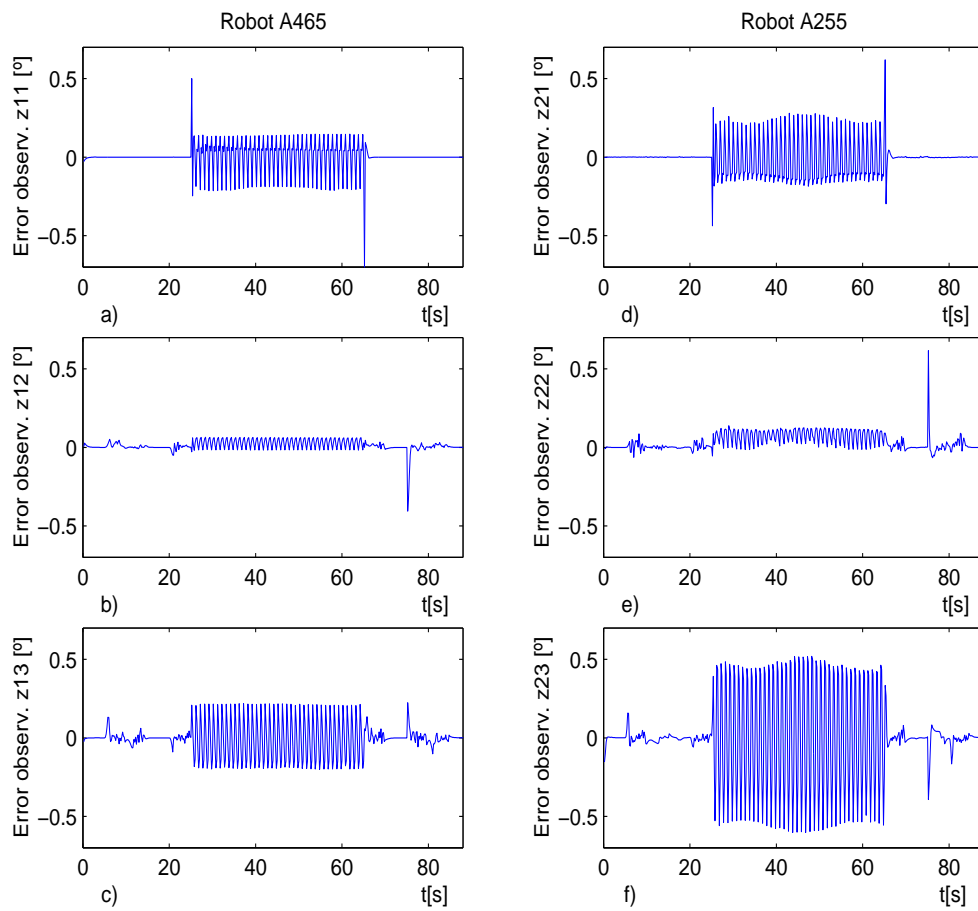 Robot A465
Error observ. z11 [º]
0.5
0
−0.5
0 20 40 60 80
a) t[s]
Error observ. z12 [º]
0.5
0
−0.5
0 20 40 60 80
b) t[s]
Error observ. z13 [º]
0.5
0
−0.5
0 20 40 60 80
c) t[s]
Robot A255
Error observ. z21 [º]
0.5
0
−0.5
0 20 40 60 80
d) t[s]
Error observ. z22 [º]
0.5
0
−0.5
0 20 40 60 80
e) t[s]
Error observ. z23 [º]
0.5
0
−0.5
0 20 40 60 80
f) t[s]